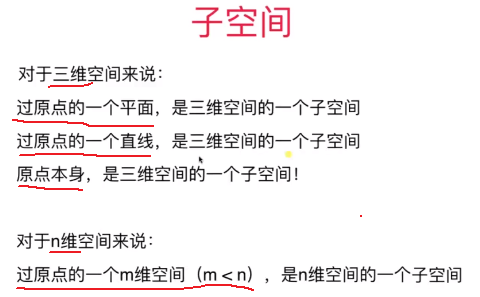 子空间
对于三维空间来说：
过原点的一个平面，是三维空间的一个子空间
过原点的一个直线，是三维空间的一个子空间
原点本身，是三维空间的一个子空间！
对于n维空间来说：
过原点的一个m维空间（m < n），是n维空间的一个子空间